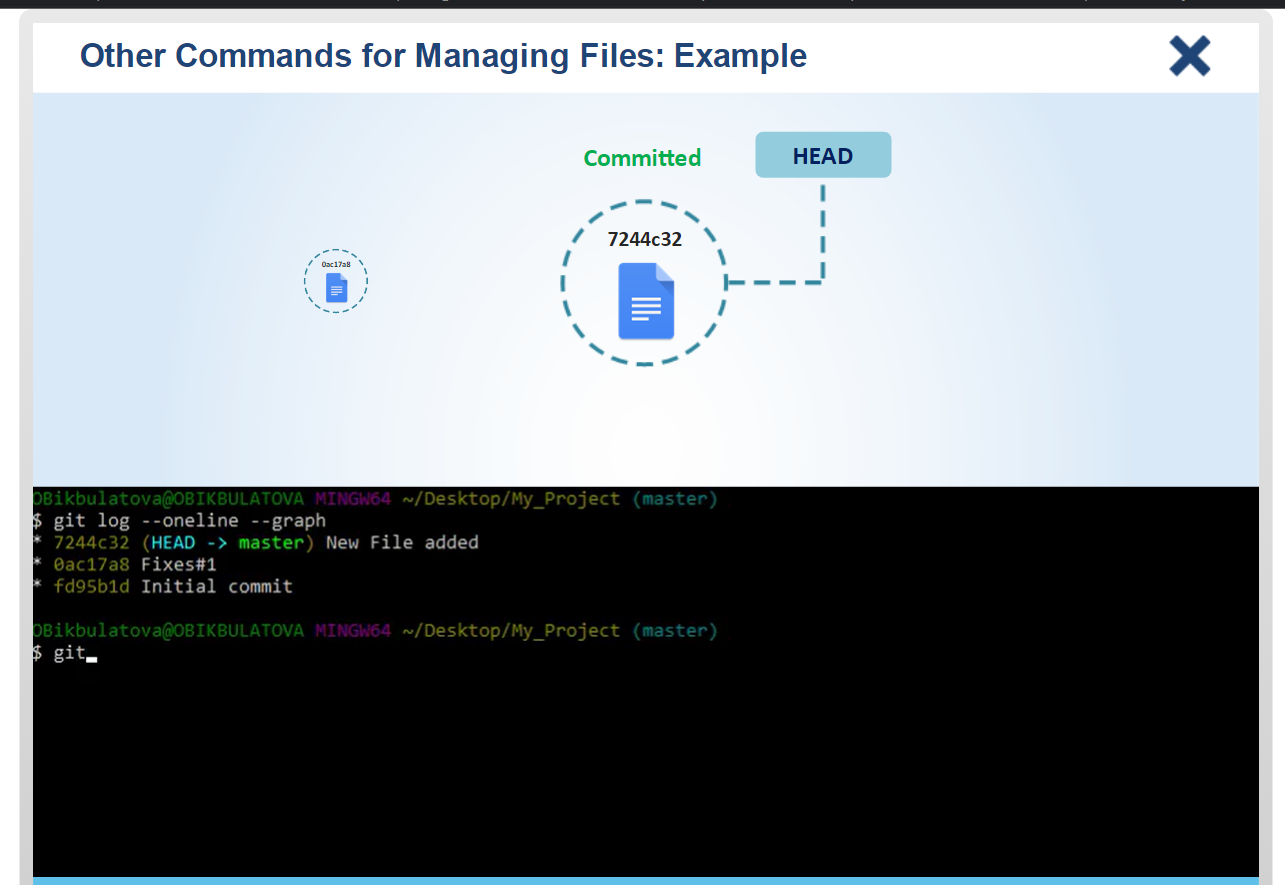 Other Commands for Managing Files: Example
Committed
HEAD
7244c32
0ac17a8
OBikbulatova@OBIKBULATOVA MINGW64 ~/Desktop/My_Project (master)
$ git log --oneline --graph
* 7244c32 (HEAD -> master) New File added
* 0ac17a8 Fixes#1
* fd95b1d Initial commit
OBikbulatova@OBIKBULATOVA MINGW64 ~/Desktop/My_Project (master)
$ git